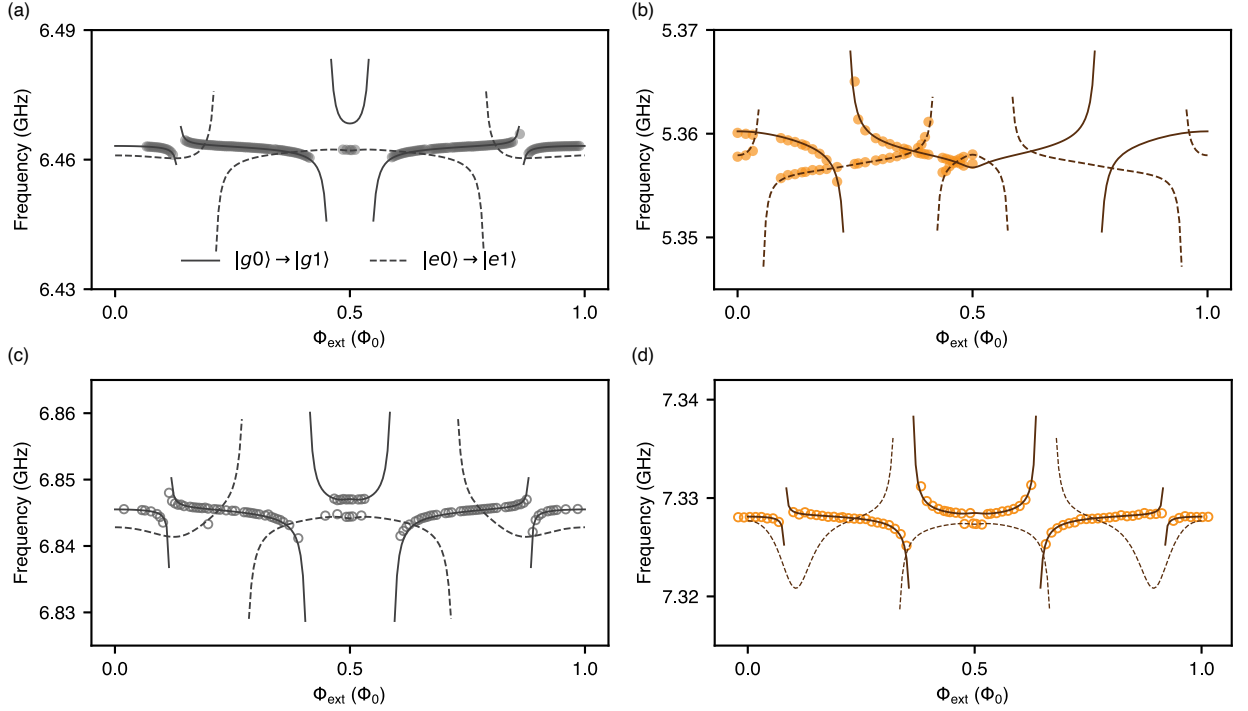 (a)
6.49
6.46
6.43
Frequency (GHz)
|g0⟩ → |g1⟩
|e0⟩ → |e1⟩
0.0
0.5
1.0
Φext (Φ0)
(b)
5.37
5.36
5.35
Frequency (GHz)
0.0
0.5
1.0
Φext (Φ0)
(c)
6.86
6.85
6.84
6.83
Frequency (GHz)
0.0
0.5
1.0
Φext (Φ0)
(d)
7.34
7.33
7.32
Frequency (GHz)
0.0
0.5
1.0
Φext (Φ0)